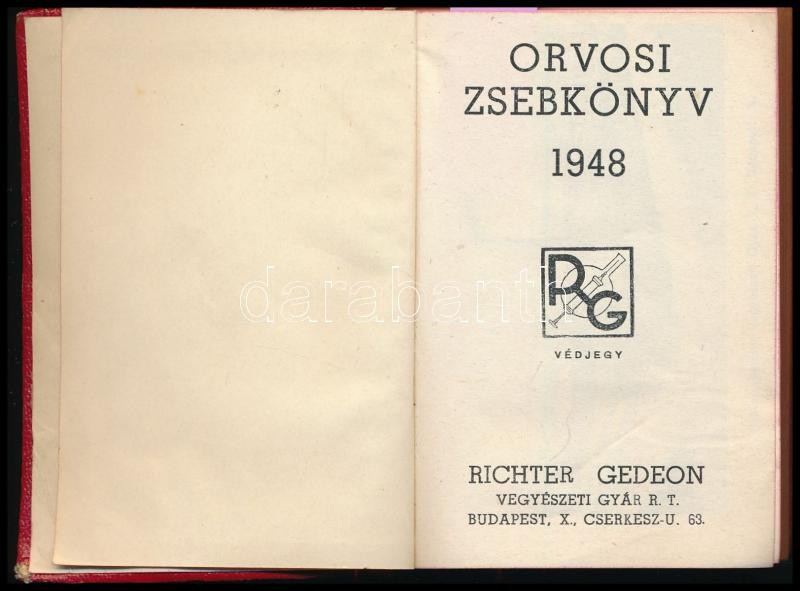 ORVOSI
ZSEBKÖNYV
1948
RG
VÉDJEGY
RICHTER GEDEON
VEGYÉSZETI GYÁR R. T.
BUDAPEST, X., CSERKESZ-U. 63.
darabanth